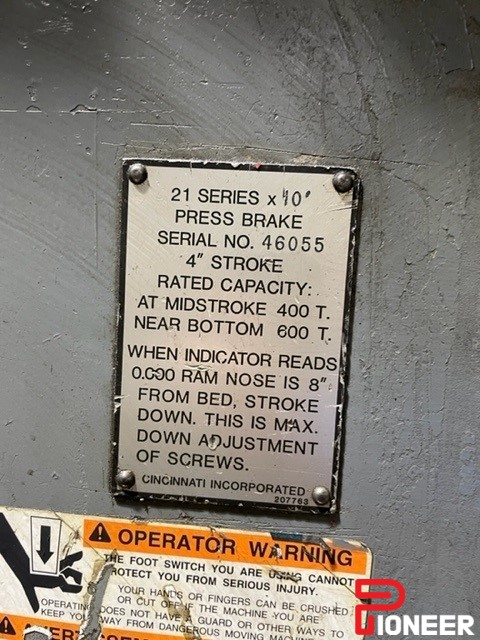 21 SERIES x 10"
PRESS BRAKE
SERIAL NO. 46055
4" STROKE
RATED CAPACITY:
AT MIDSTROKE 400 T.
NEAR BOTTOM 600 T.
WHEN INDICATOR READS
0.000 RAM NOSE IS 8"
FROM BED, STROKE
DOWN. THIS IS MAX.
DOWN ADJUSTMENT
OF SCREWS.
CINCINNATI INCORPORATED
207763
OPERATOR WARNING
THE FOOT SWITCH YOU ARE USING CANNOT
PROTECT YOU FROM SERIOUS INJURY.
YOUR HANDS OR FINGERS CAN BE CRUSHED
OR CUT OFF THE MACHINE YOU ARE
OPERATING DOES NOT HAVE A GUARD OR OTHER WAYS TO
KEEP YOU AWAY FROM DANGEROUS MOVING
PIONEER